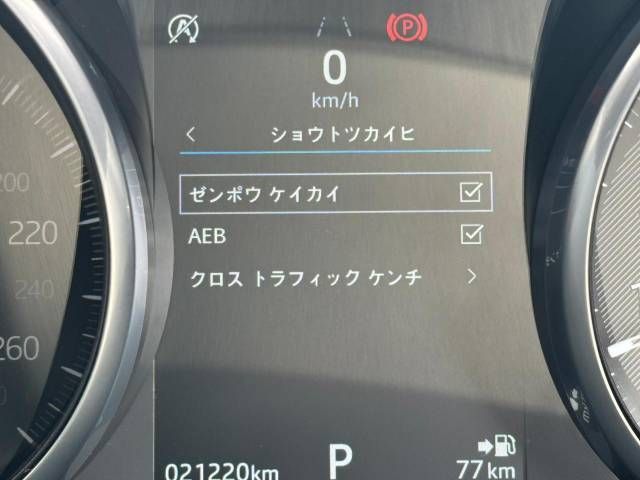 0
km/h
ショウトツカイヒ
ゼンポウ ケイカイ
AEB
クロス トラフィック ケンチ
200
220
240
260
021220km
P
77km